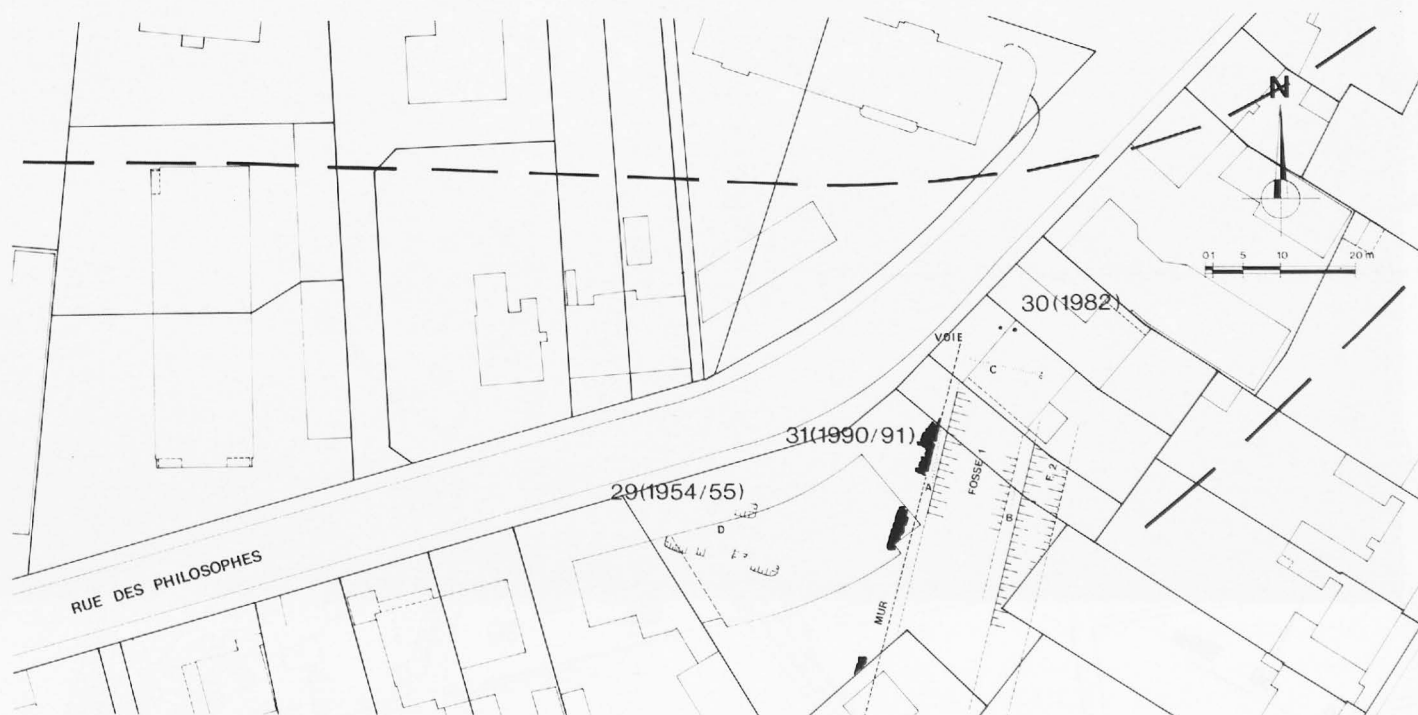 N
01 5 10 20 m
30(1982)
VOIE
C
31(1990/91)
A
FOSSE 1
F. 2
B
29(1954/55)
D
MUR
RUE DES PHILOSOPHES